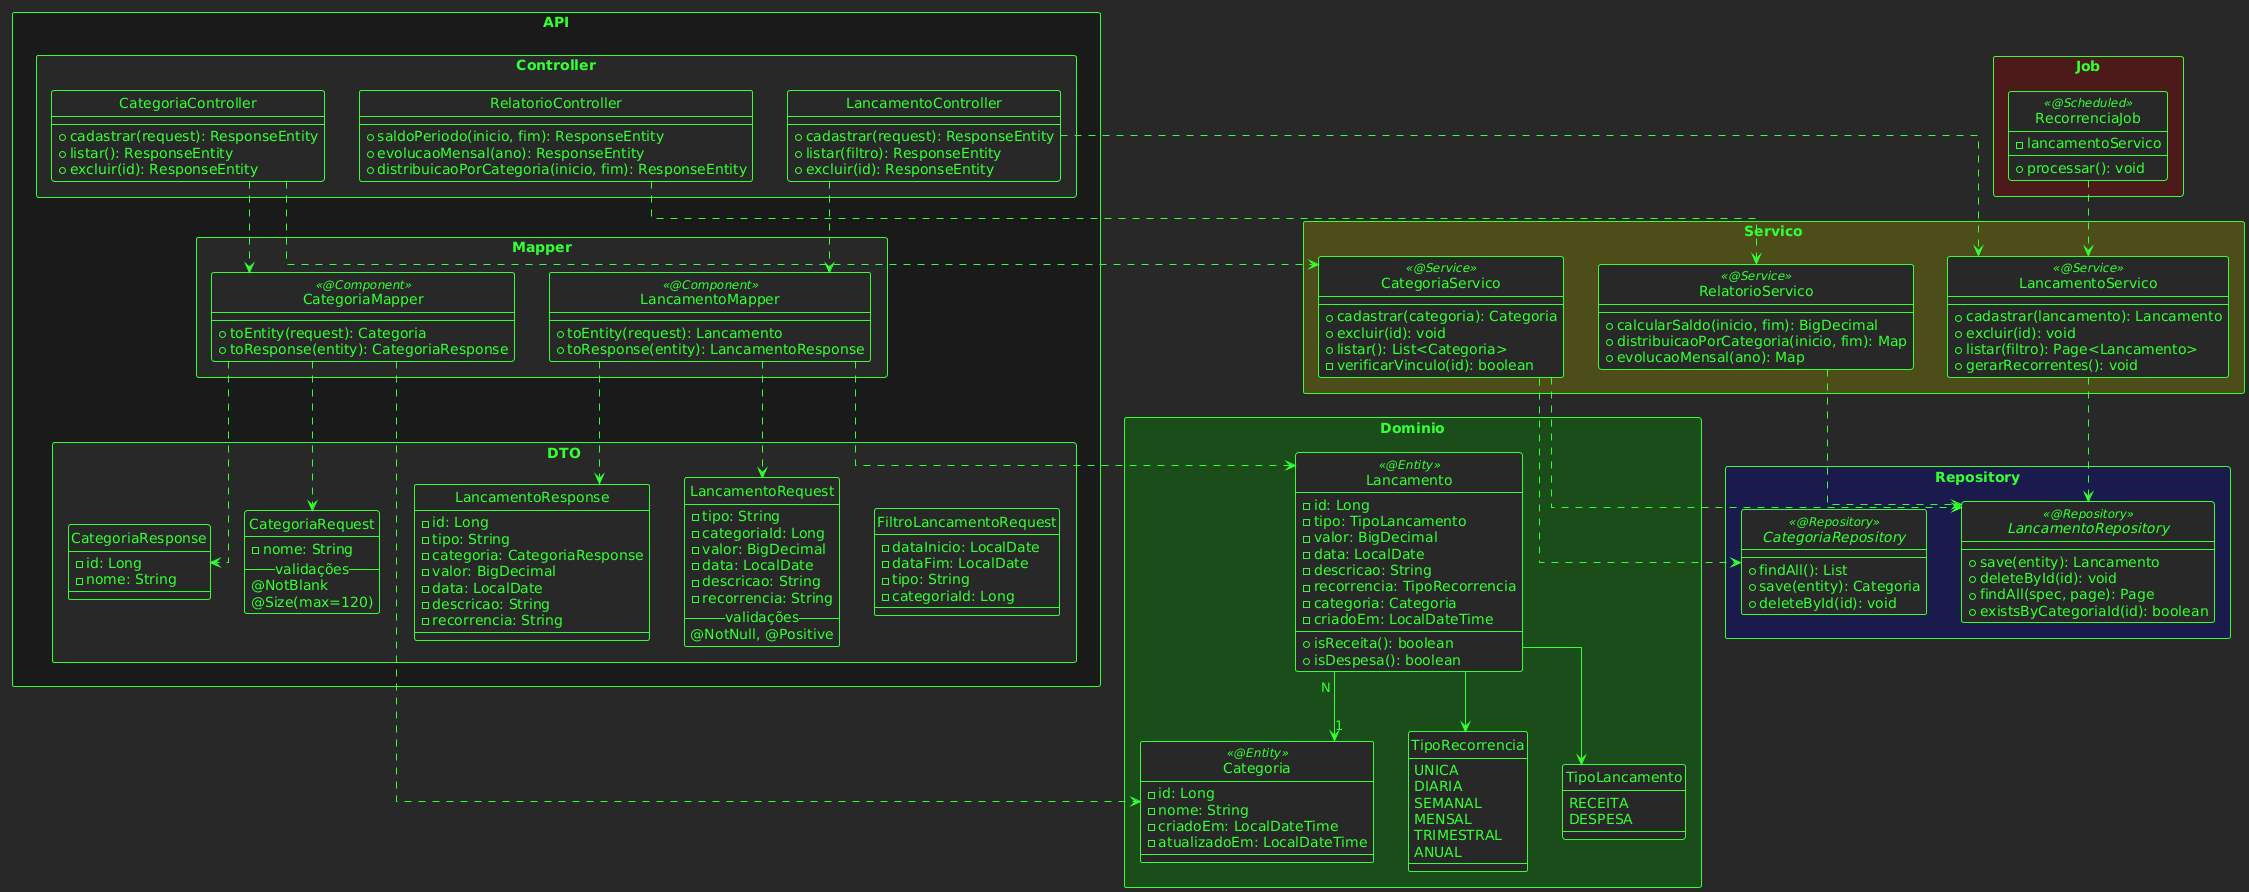 API
Controller
CategoriaController
cadastrar(request): ResponseEntity
listar(): ResponseEntity
excluir(id): ResponseEntity
RelatorioController
saldoPeriodo(inicio, fim): ResponseEntity
evolucaoMensal(ano): ResponseEntity
distribuicaoPorCategoria(inicio, fim): ResponseEntity
LancamentoController
cadastrar(request): ResponseEntity
listar(filtro): ResponseEntity
excluir(id): ResponseEntity
Job
«@Scheduled»
RecorrenciaJob
lancamentoServico
processar(): void
Mapper
«@Component»
CategoriaMapper
toEntity(request): Categoria
toResponse(entity): CategoriaResponse
«@Component»
LancamentoMapper
toEntity(request): Lancamento
toResponse(entity): LancamentoResponse
Servico
«@Service»
CategoriaServico
cadastrar(categoria): Categoria
excluir(id): void
listar(): List<Categoria>
verificarVinculo(id): boolean
«@Service»
RelatorioServico
calcularSaldo(inicio, fim): BigDecimal
distribuicaoPorCategoria(inicio, fim): Map
evolucaoMensal(ano): Map
«@Service»
LancamentoServico
cadastrar(lancamento): Lancamento
excluir(id): void
listar(filtro): Page<Lancamento>
gerarRecorrentes(): void
DTO
CategoriaResponse
id: Long
nome: String
CategoriaRequest
nome: String
validações
@NotBlank
@Size(max=120)
LancamentoResponse
id: Long
tipo: String
categoria: CategoriaResponse
valor: BigDecimal
data: LocalDate
descricao: String
recorrencia: String
LancamentoRequest
tipo: String
categoriaId: Long
valor: BigDecimal
data: LocalDate
descricao: String
recorrencia: String
validações
@NotNull, @Positive
FiltroLancamentoRequest
dataInicio: LocalDate
dataFim: LocalDate
tipo: String
categoriaId: Long
Dominio
«@Entity»
Lancamento
id: Long
tipo: TipoLancamento
valor: BigDecimal
data: LocalDate
descricao: String
recorrencia: TipoRecorrencia
categoria: Categoria
criadoEm: LocalDateTime
isReceita(): boolean
isDespesa(): boolean
N
1
«@Entity»
Categoria
id: Long
nome: String
criadoEm: LocalDateTime
atualizadoEm: LocalDateTime
TipoRecorrencia
UNICA
DIARIA
SEMANAL
MENSAL
TRIMESTRAL
ANUAL
TipoLancamento
RECEITA
DESPESA
Repository
«@Repository»
CategoriaRepository
findAll(): List
save(entity): Categoria
deleteById(id): void
«@Repository»
LancamentoRepository
save(entity): Lancamento
deleteById(id): void
findAll(spec, page): Page
existsByCategoriaId(id): boolean